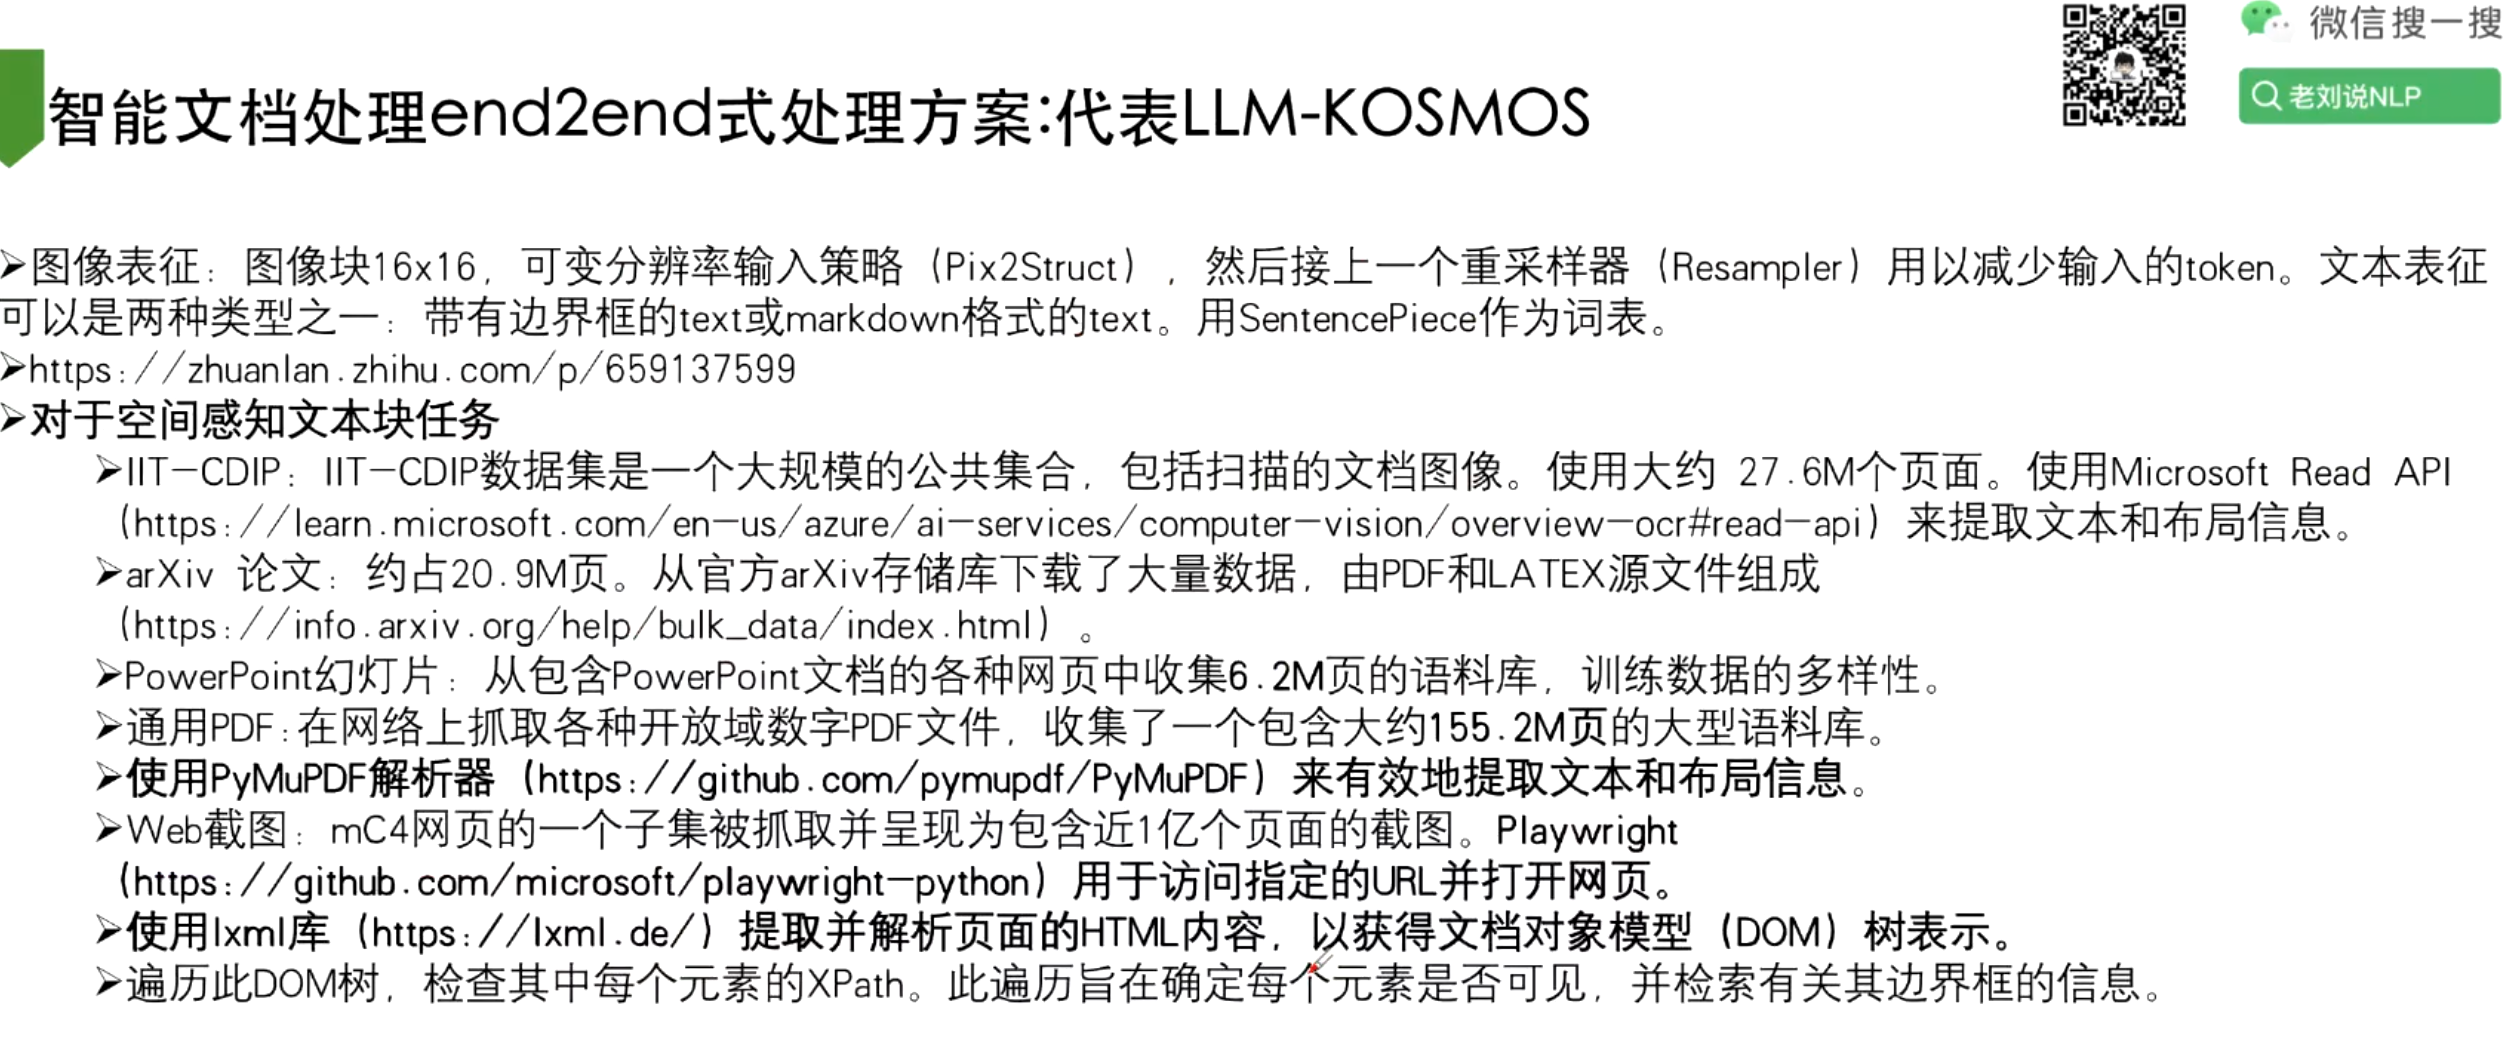 微信搜一搜
老刘说NLP
智能文档处理end2end式处理方案:代表LLM-KOSMOS
➢图像表征：图像块16x16，可变分辨率输入策略（Pix2Struct），然后接上一个重采样器（Resampler）用以减少输入的token。文本表征
可以是两种类型之一：带有边界框的text或markdown格式的text。用SentencePiece作为词表。
➢https://zhuanlan.zhihu.com/p/659137599
➢对于空间感知文本块任务
➢IIT-CDIP：IIT-CDIP数据集是一个大规模的公共集合，包括扫描的文档图像。使用大约 27.6M个页面。使用Microsoft Read API
（https://learn.microsoft.com/en-us/azure/ai-services/computer-vision/overview-ocr#read-api）来提取文本和布局信息。
➢arXiv 论文：约占20.9M页。从官方arXiv存储库下载了大量数据，由PDF和LATEX源文件组成
（https://info.arxiv.org/help/bulk_data/index.html）。
➢PowerPoint幻灯片：从包含PowerPoint文档的各种网页中收集6.2M页的语料库，训练数据的多样性。
➢通用PDF:在网络上抓取各种开放域数字PDF文件，收集了一个包含大约155.2M页的大型语料库。
➢使用PyMuPDF解析器（https://github.com/pymupdf/PyMuPDF）来有效地提取文本和布局信息。
➢Web截图：mC4网页的一个子集被抓取并呈现为包含近1亿个页面的截图。Playwright
（https://github.com/microsoft/playwright-python）用于访问指定的URL并打开网页。
➢使用lxml库（https://lxml.de/）提取并解析页面的HTML内容，以获得文档对象模型（DOM）树表示。
➢遍历此DOM树，检查其中每个元素的XPath。此遍历旨在确定每个元素是否可见，并检索有关其边界框的信息。